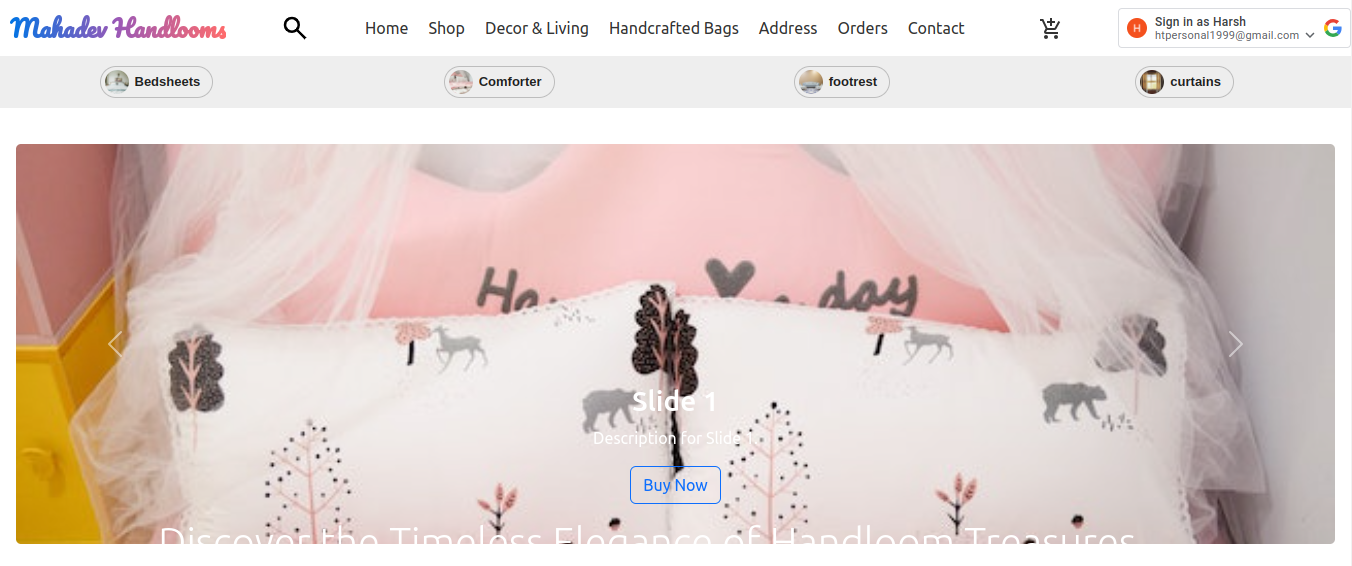 Mahadev Handlooms
Home Shop Decor & Living Handcrafted Bags Address Orders Contact
Sign in as Harsh
H
htpersonal1999@gmail.com
Bedsheets Comforter footrest curtains
day
Slide 1
Description for Slide 1
Buy Now
Discover the Timeless Elegance of Handloom Treasures